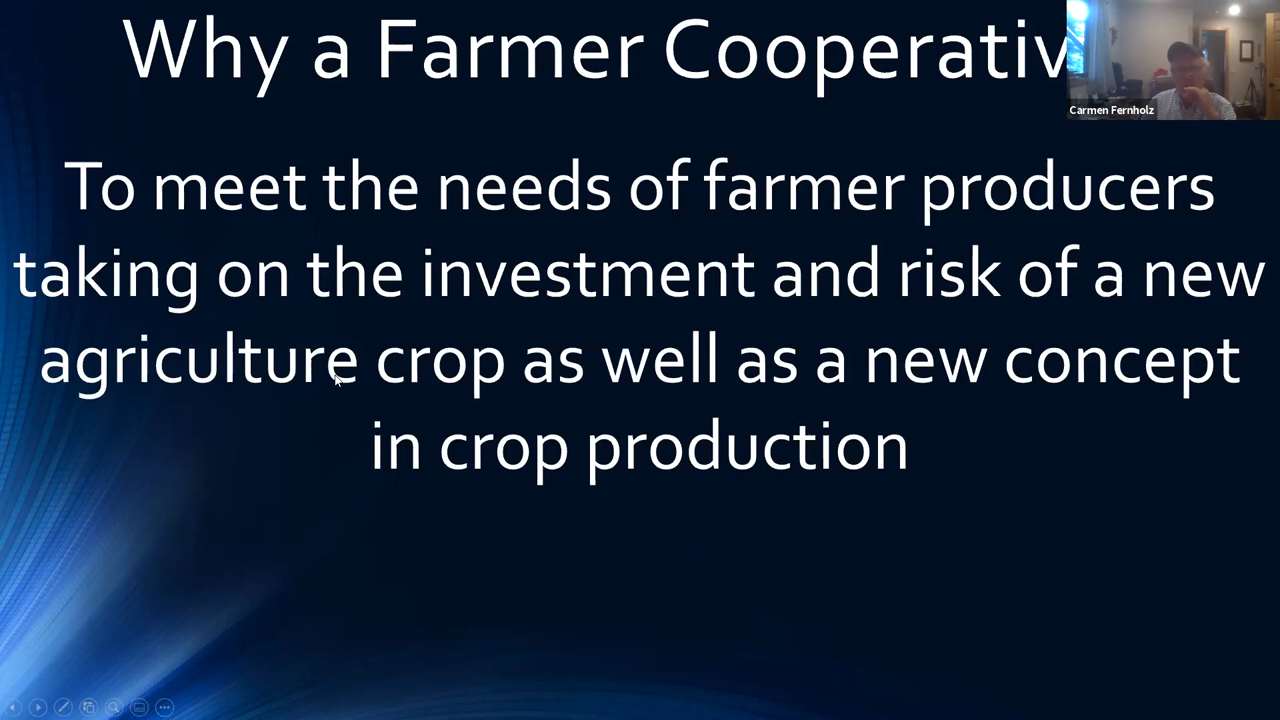 Why a Farmer Cooperativ
Carmen Fernholz
To meet the needs of farmer producers
taking on the investment and risk of a new
agriculture crop as well as a new concept
in crop production